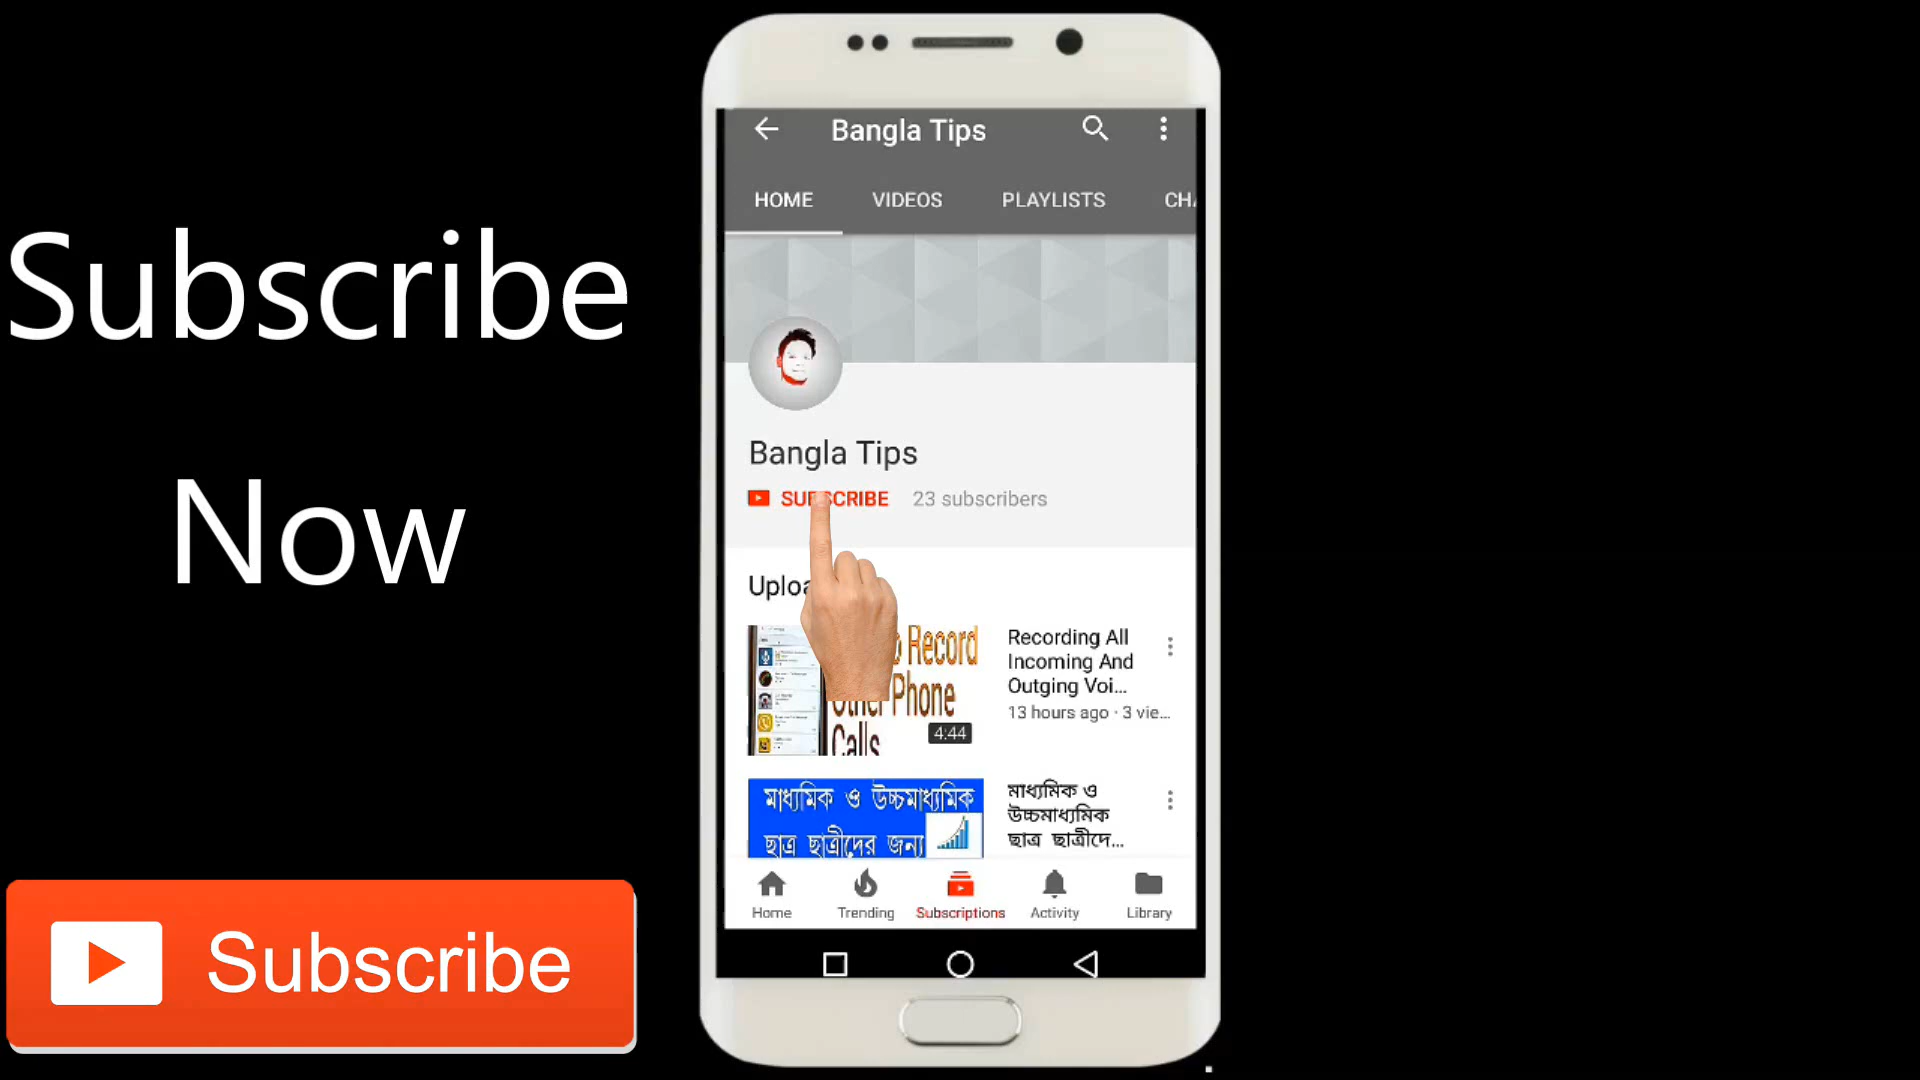 Subscribe
Now
Subscribe
Bangla Tips
HOME VIDEOS PLAYLISTS
Bangla Tips
SUBSCRIBE 23 subscribers
Record
Phone
Calls
4:44
Recording All
Incoming And
Outging Voi...
13 hours ago · 3 vie...
মাধ্যমিক ও উচ্চমাধ্যমিক
ছাত্র ছাত্রীদের জন্য
মাধ্যমিক ও
উচ্চমাধ্যমিক
ছাত্র ছাত্রীদে...
Home Trending Subscriptions Activity Library